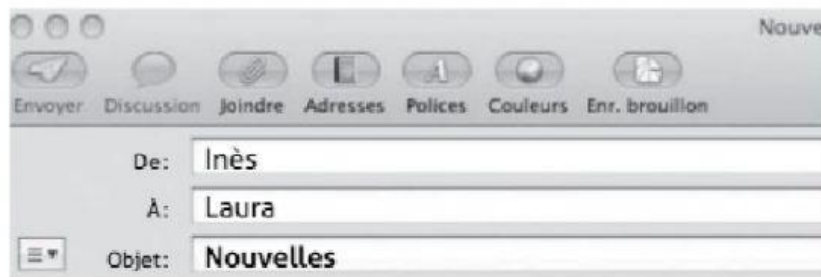 Nouve
Envoyer Discussion Joindre Adresses Polices Couleurs Enr. brouillon
De: Inès
À: Laura
Objet: Nouvelles